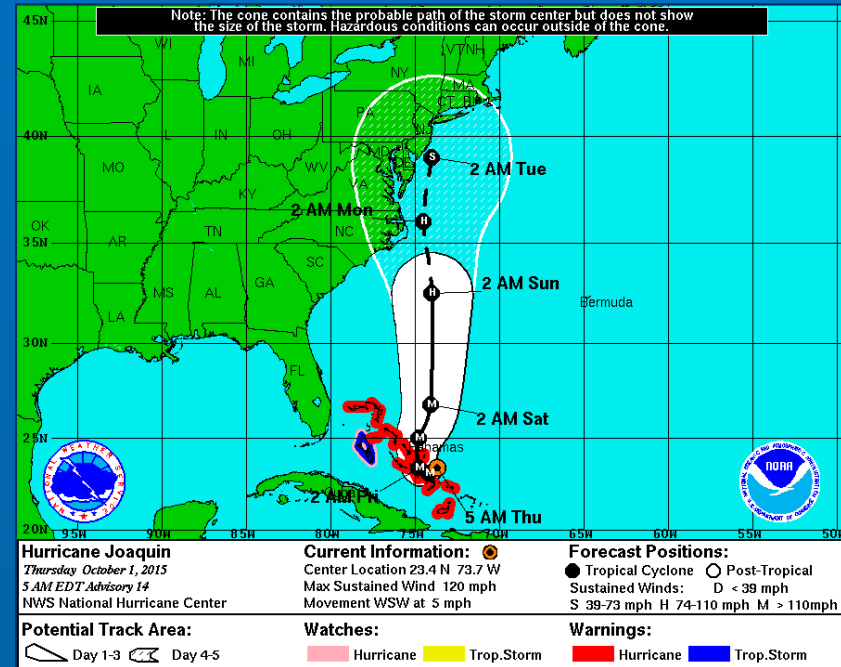 Note: The cone contains the probable path of the storm center but does not show
the size of the storm. Hazardous conditions can occur outside of the cone.
45N
WI
MI
NY
VT
NH
MA
CT
IA
PA
40N
IL
IN
OH
NJ
MD
DE
MO
WV
VA
2 AM Tue
S
KY
2 AM Mon
H
OK
35N
TN
NC
AR
SC
2 AM Sun
H
MS
AL
GA
Bermuda
LA
30N
FL
M
2 AM Sat
25N
M
Bahamas
NATIONAL WEATHER SERVICE
NOAA
M
2 AM Fri
5 AM Thu
20N
95W
90W
85W
80W
75W
70W
65W
60W
55W
50W
Hurricane Joaquin
Thursday October 1, 2015
5 AM EDT Advisory 14
NWS National Hurricane Center
Current Information:
Center Location 23.4 N 73.7 W
Max Sustained Wind 120 mph
Movement WSW at 5 mph
Forecast Positions:
Tropical Cyclone Post-Tropical
Sustained Winds: D < 39 mph
S 39-73 mph H 74-110 mph M > 110mph
Potential Track Area:
Day 1-3 Day 4-5
Watches:
Hurricane Trop.Storm
Warnings:
Hurricane Trop.Storm